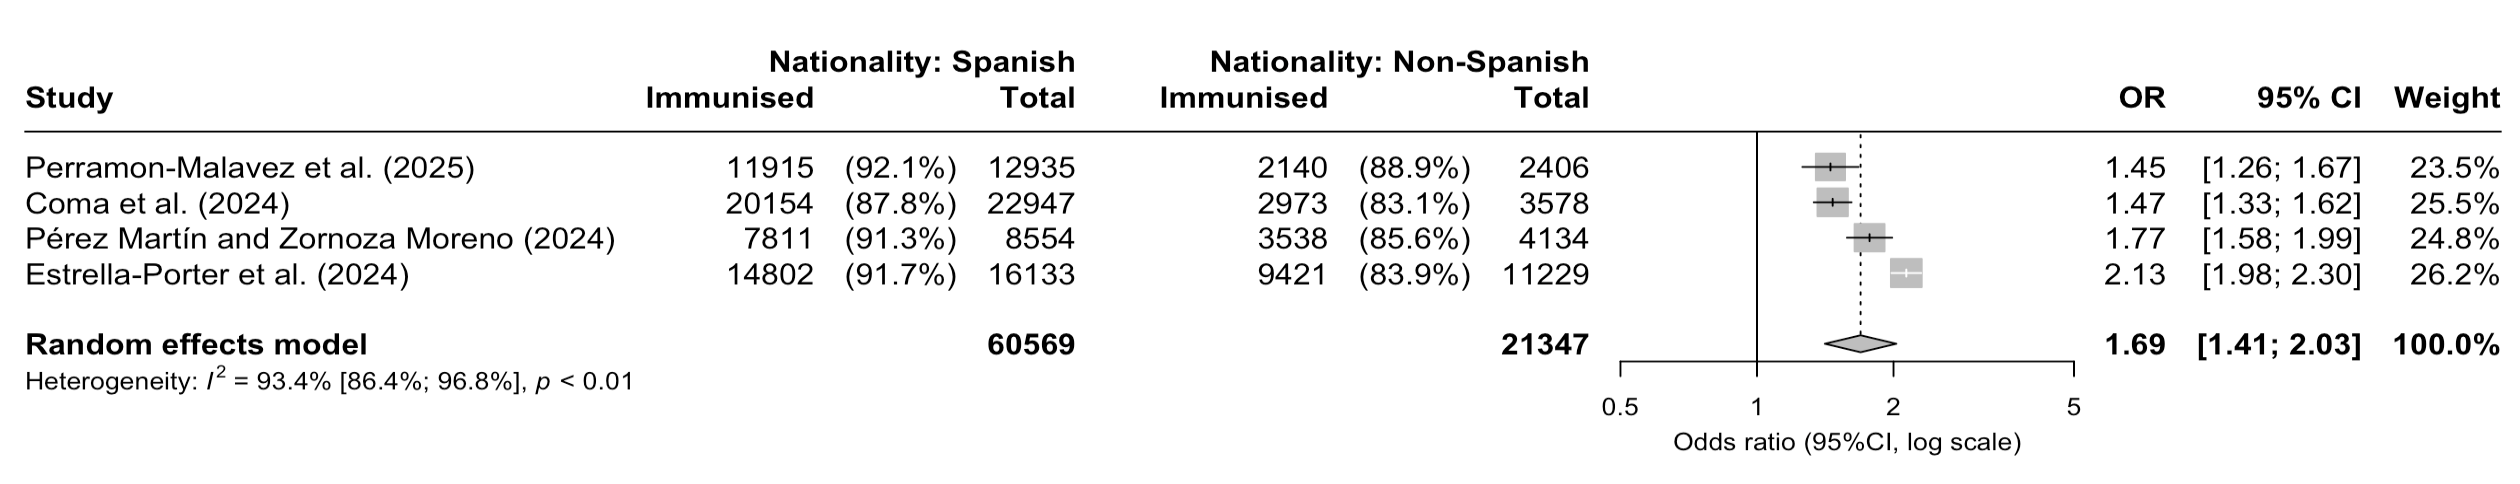 Nationality: Spanish Nationality: Non-Spanish
Study Immunised Total Immunised Total OR 95% CI Weight
Perramon-Malavez et al. (2025) 11915 (92.1%) 12935 2140 (88.9%) 2406 1.45 [1.26; 1.67] 23.5%
Coma et al. (2024) 20154 (87.8%) 22947 2973 (83.1%) 3578 1.47 [1.33; 1.62] 25.5%
Pérez Martín and Zornoza Moreno (2024) 7811 (91.3%) 8554 3538 (85.6%) 4134 1.77 [1.58; 1.99] 24.8%
Estrella-Porter et al. (2024) 14802 (91.7%) 16133 9421 (83.9%) 11229 2.13 [1.98; 2.30] 26.2%
Random effects model 60569 21347 1.69 [1.41; 2.03] 100.0%
Heterogeneity: I² = 93.4% [86.4%; 96.8%], p < 0.01
0.5 1 2 5
Odds ratio (95%CI, log scale)